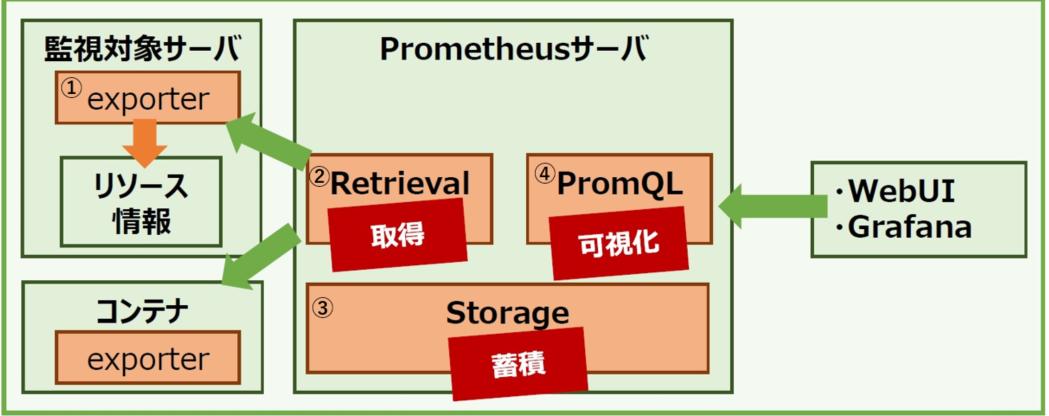 監視対象サーバ
①
exporter
リソース
情報
コンテナ
exporter
Prometheusサーバ
②
Retrieval
取得
④
PromQL
可視化
③
Storage
蓄積
・WebUI
・Grafana